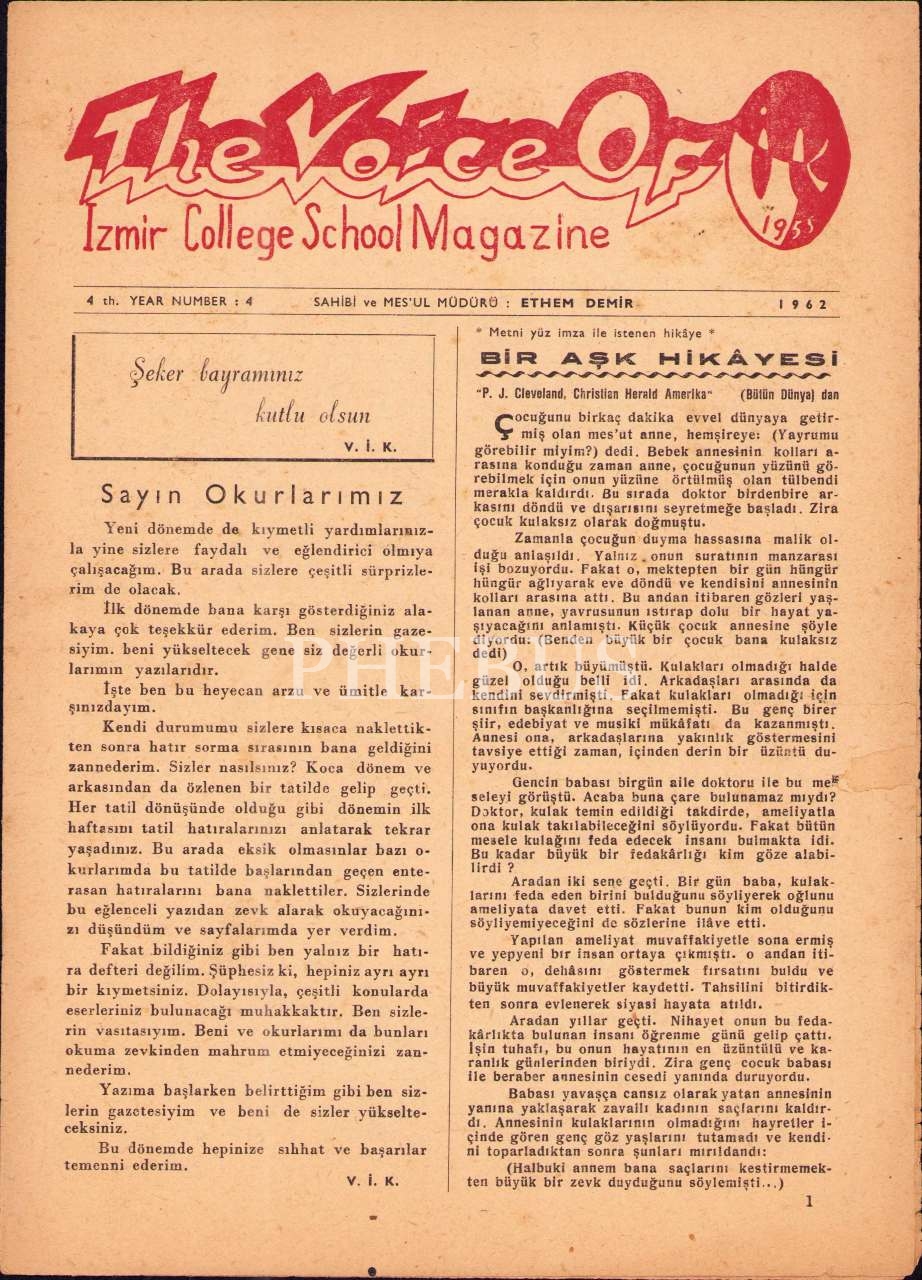 The Voice Of İK
1955
Izmir College School Magazine
4 th. YEAR NUMBER : 4 SAHİBİ ve MES'UL MÜDÜRÜ : ETHEM DEMİR 1962
Şeker bayramınız
kutlu olsun
V. İ. K.
Sayın Okurlarımız
Yeni dönemde de kıymetli yardımlarınız-
la yine sizlere faydalı ve eğlendirici olmıya
çalışacağım. Bu arada sizlere çeşitli sürprizle-
rim de olacak.
İlk dönemde bana karşı gösterdiğiniz ala-
kaya çok teşekkür ederim. Ben sizlerin gaze-
siyim. beni yükseltecek gene siz değerli okur-
larımın yazılarıdır.
İşte ben bu heyecan arzu ve ümitle kar-
şınızdayım.
Kendi durumumu sizlere kısaca naklettik-
ten sonra hatır sorma sırasının bana geldiğini
zannederim. Sizler nasılsınız? Koca dönem ve
arkasından da özlenen bir tatilde gelip geçti.
Her tatil dönüşünde olduğu gibi dönemin ilk
haftasını tatil hatıralarınızı anlatarak tekrar
yaşadınız. Bu arada eksik olmasınlar bazı o-
kurlarımda bu tatilde başlarından geçen ente-
rasan hatıralarını bana naklettiler. Sizlerinde
bu eğlenceli yazıdan zevk alarak okuyacağını-
zı düşündüm ve sayfalarımda yer verdim.
Fakat bildiğiniz gibi ben yalnız bir hatı-
ra defteri değilim. Şüphesiz ki, hepiniz ayrı ayrı
bir kıymetsiniz. Dolayısıyla, çeşitli konularda
eserleriniz bulunacağı muhakkaktır. Ben sizle-
rin vasıtasıyım. Beni ve okurlarımı da bunları
okuma zevkinden mahrum etmiyeceğinizi zan-
nederim.
Yazıma başlarken belirttiğim gibi ben siz-
lerin gazetesiyim ve beni de sizler yükselte-
ceksiniz.
Bu dönemde hepinize sıhhat ve başarılar
temenni ederim.
V. İ. K.
* Metni yüz imza ile istenen hikâye *
BİR AŞK HİKÂYESİ
"P. J. Cleveland, Christian Herald Amerika" (Bütün Dünya) dan
Çocuğunu birkaç dakika evvel dünyaya getir-
miş olan mes'ut anne, hemşireye: (Yavrumu
görebilir miyim?) dedi. Bebek annesinin kolları a-
rasına konduğu zaman anne, çocuğunun yüzünü gö-
rebilmek için onun yüzüne örtülmüş olan tülbendi
merakla kaldırdı. Bu sırada doktor birdenbire ar-
kasını döndü ve dışarısını seyretmeğe başladı. Zira
çocuk kulaksız olarak doğmuştu.
Zamanla çocuğun duyma hassasına malik ol-
duğu anlaşıldı. Yalnız onun suratının manzarası
işi bozuyordu. Fakat o, mektepten bir gün hüngür
hüngür ağlıyarak eve döndü ve kendisini annesinin
kolları arasına attı. Bu andan itibaren gözleri yaş-
lanan anne, yavrusunun ıstırap dolu bir hayat ya-
şıyacağını anlamıştı. Küçük çocuk annesine şöyle
diyordu: (Benden büyük bir çocuk bana kulaksız
dedi)
O, artık büyümüştü. Kulakları olmadığı halde
güzel olduğu belli idi. Arkadaşları arasında da
kendini sevdirmişti. Fakat kulakları olmadığı için
sınıfın başkanlığına seçilmemişti. Bu genç birer
şiir, edebiyat ve musiki mükâfatı da kazanmıştı.
Annesi ona, arkadaşlarına yakınlık göstermesini
tavsiye ettiği zaman, içinden derin bir üzüntü du-
yuyordu.
Gencin babası birgün aile doktoru ile bu me-
seleyi görüştü. Acaba buna çare bulunamaz mıydı?
Doktor, kulak temin edildiği takdirde, ameliyatla
ona kulak takılabileceğini söylüyordu. Fakat bütün
mesele kulağını feda edecek insanı bulmakta idi.
Bu kadar büyük bir fedakârlığı kim göze alabi-
lirdi ?
Aradan iki sene geçti. Bir gün baba, kulak-
larını feda eden birini bulduğunu söyliyerek oğlunu
ameliyata davet etti. Fakat bunun kim olduğunu
söyliyemiyeceğini de sözlerine ilâve etti.
Yapılan ameliyat muvaffakiyetle sona ermiş
ve yepyeni bir insan ortaya çıkmıştı. o andan iti-
baren o, dehâsını göstermek fırsatını buldu ve
büyük muvaffakiyetler kaydetti. Tahsilini bitirdik-
ten sonra evlenerek siyasi hayata atıldı.
Aradan yıllar geçti. Nihayet onun bu feda-
kârlıkta bulunan insanı öğrenme günü gelip çattı.
İşin tuhafı, bu onun hayatının en üzüntülü ve ka-
ranlık günlerinden biriydi. Zira genç cocuk babası
ile beraber annesinin cesedi yanında duruyordu.
Babası yavaşça cansız olarak yatan annesinin
yanına yaklaşarak zavallı kadının saçlarını kaldır-
dı. Annesinin kulaklarının olmadığını hayretler i-
çinde gören genç göz yaşlarını tutamadı ve kendi-
ni toparladıktan sonra şunları mırıldandı:
(Halbuki annem bana saçlarını kestirmemek-
ten büyük bir zevk duyduğunu söylemişti...)
1
PHEBUS